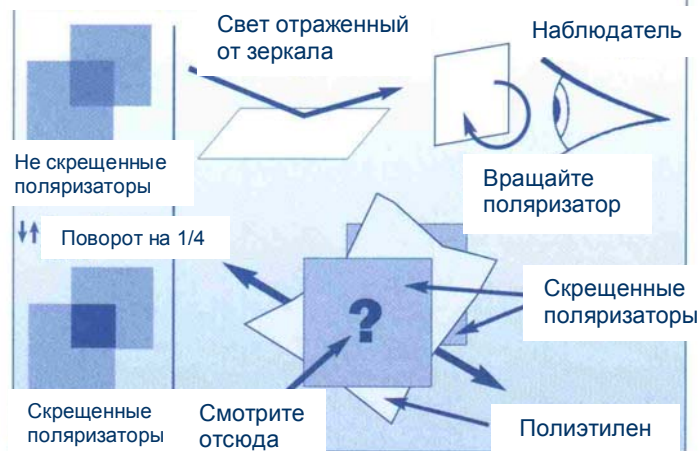 Свет отраженный
от зеркала
Наблюдатель
Не скрещенные
поляризаторы
Вращайте
поляризатор
Поворот на 1/4
?
Скрещенные
поляризаторы
Скрещенные
поляризаторы
Смотрите
отсюда
Полиэтилен